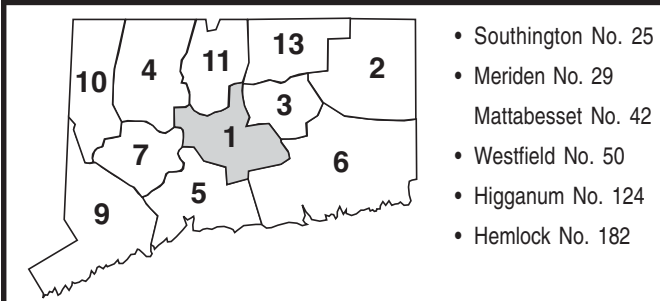 13
11
4
10
2
3
1
7
6
5
9
• Southington No. 25
• Meriden No. 29
Mattabesset No. 42
• Westfield No. 50
• Higganum No. 124
• Hemlock No. 182